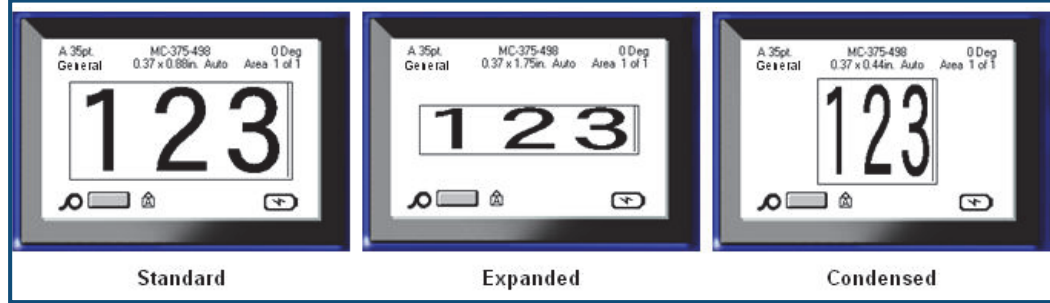 A 35pt. MC-375-498 0 Deg
General 0.37 x 0.88in. Auto Area 1 of 1
123
A
Standard
A 35pt. MC-375-498 0 Deg
General 0.37 x 1.75in. Auto Area 1 of 1
123
A
Expanded
A 35pt. MC-375-498 0 Deg
General 0.37 x 0.44in. Auto Area 1 of 1
123
A
Condensed